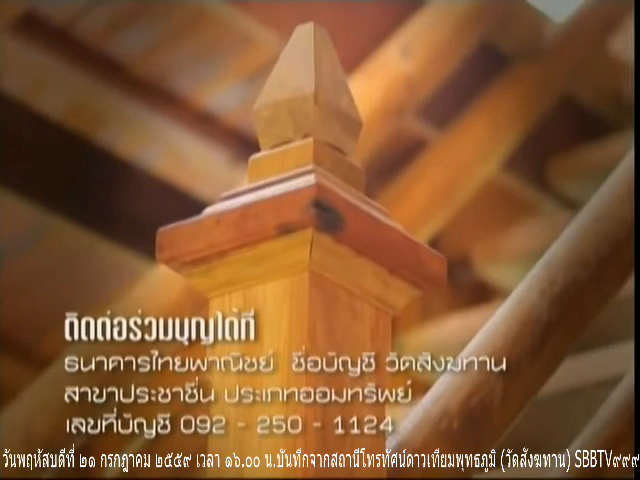 ติดต่อร่วมบุญได้ที่
ธนาคารไทยพาณิชย์ ชื่อบัญชี วัดสังฆทาน
สาขาประชาชื่น ประเภทออมทรัพย์
เลขที่บัญชี 092 - 250 - 1124
วันพฤหัสบดีที่ ๒๑ กรกฎาคม ๒๕๕๙ เวลา ๑๖.๐๐ น.บันทึกจากสถานีโทรทัศน์ดาวเทียมพุทธภูมิ (วัดสังฆทาน) SBBTV๙๙๙